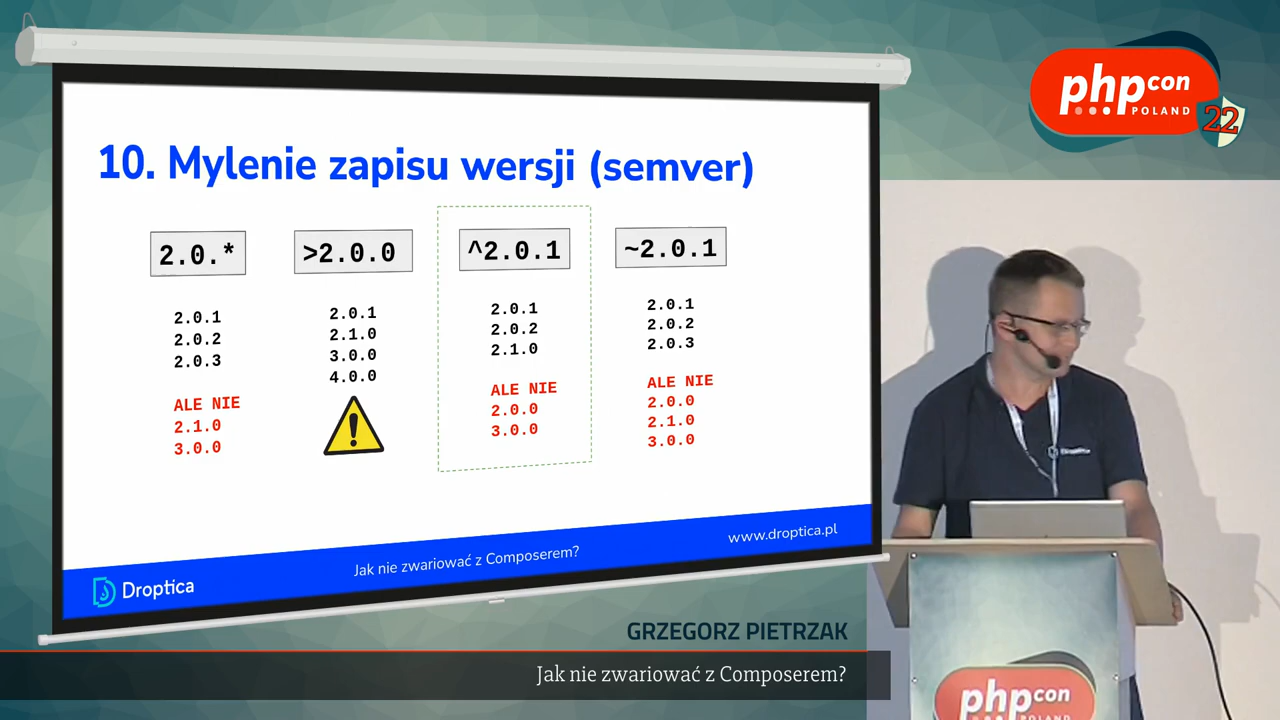 10. Mylenie zapisu wersji (semver)
2.0.*
2.0.1
2.0.2
2.0.3
ALE NIE
2.1.0
3.0.0
>2.0.0
2.0.1
2.1.0
3.0.0
4.0.0
^2.0.1
2.0.1
2.0.2
2.1.0
ALE NIE
2.0.0
3.0.0
~2.0.1
2.0.1
2.0.2
2.0.3
ALE NIE
2.0.0
2.1.0
3.0.0
Droptica
Jak nie zwariować z Composerem?
www.droptica.pl
phpcon
POLAND
22
GRZEGORZ PIETRZAK
Jak nie zwariować z Composerem?
Droptica
phpcon
POLAND